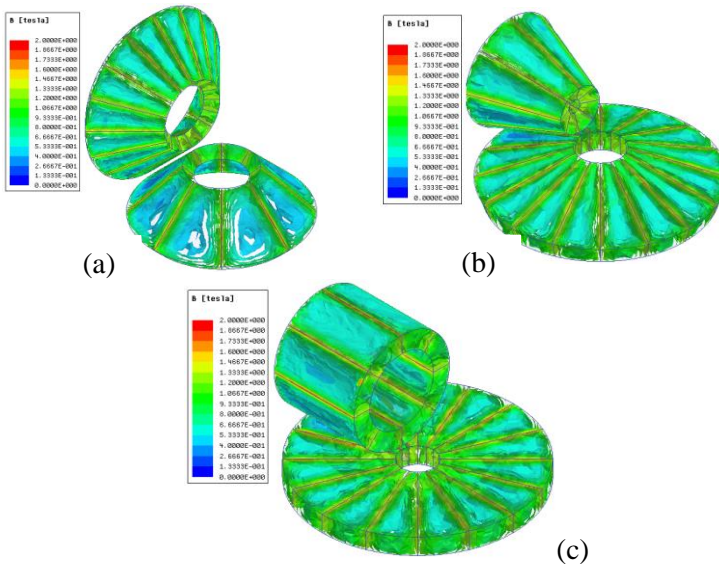 B [tesla]
2.0000E+000
1.8667E+000
1.7333E+000
1.6000E+000
1.4667E+000
1.3333E+000
1.2000E+000
1.0667E+000
9.3333E-001
8.0000E-001
6.6667E-001
5.3333E-001
4.0000E-001
2.6667E-001
1.3333E-001
0.0000E+000
(a)
B [tesla]
2.0000E+000
1.8667E+000
1.7333E+000
1.6000E+000
1.4667E+000
1.3333E+000
1.2000E+000
1.0667E+000
9.3333E-001
8.0000E-001
6.6667E-001
5.3333E-001
4.0000E-001
2.6667E-001
1.3333E-001
0.0000E+000
(b)
B [tesla]
2.0000E+000
1.8667E+000
1.7333E+000
1.6000E+000
1.4667E+000
1.3333E+000
1.2000E+000
1.0667E+000
9.3333E-001
8.0000E-001
6.6667E-001
5.3333E-001
4.0000E-001
2.6667E-001
1.3333E-001
0.0000E+000
(c)